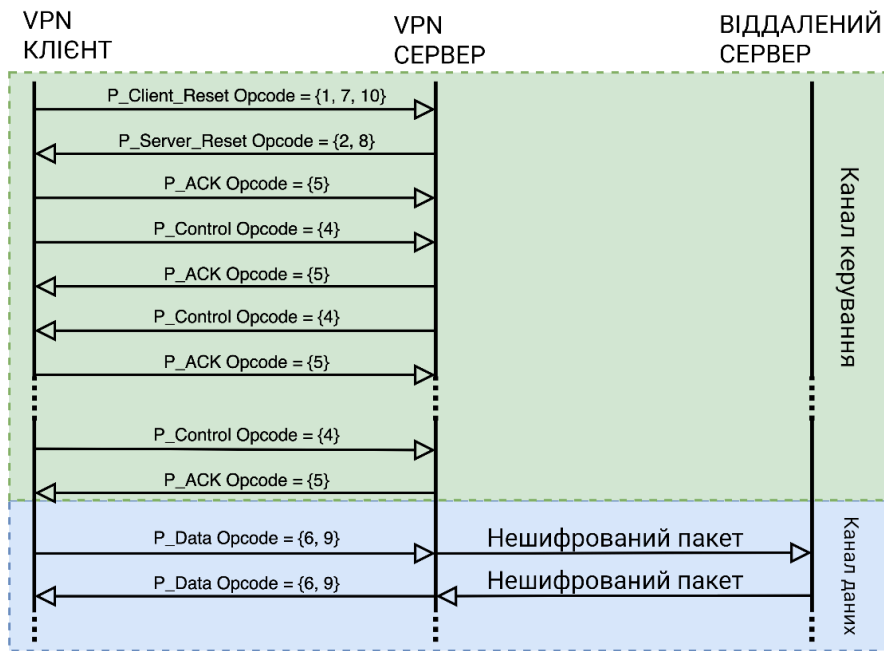 VPN
КЛІЄНТ
VPN
СЕРВЕР
ВІДДАЛЕНИЙ
СЕРВЕР
P_Client_Reset Opcode = {1, 7, 10}
P_Server_Reset Opcode = {2, 8}
P_ACK Opcode = {5}
P_Control Opcode = {4}
P_ACK Opcode = {5}
P_Control Opcode = {4}
P_ACK Opcode = {5}
Канал керування
P_Control Opcode = {4}
P_ACK Opcode = {5}
P_Data Opcode = {6, 9}
Нешифрований пакет
P_Data Opcode = {6, 9}
Нешифрований пакет
Канал даних